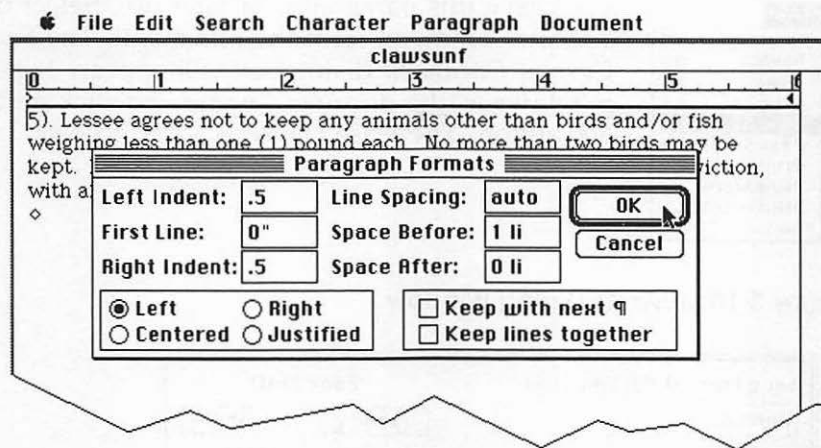 File Edit Search Character Paragraph Document
clawsunf
0 1 2 3 4 5 6
5). Lessee agrees not to keep any animals other than birds and/or fish
weighing less than one (1) pound each. No more than two birds may be
kept. viction,
with a
Paragraph Formats
Left Indent: .5 Line Spacing: auto OK
First Line: 0" Space Before: 1 li Cancel
Right Indent: .5 Space After: 0 li
Left Right Keep with next ¶
Centered Justified Keep lines together